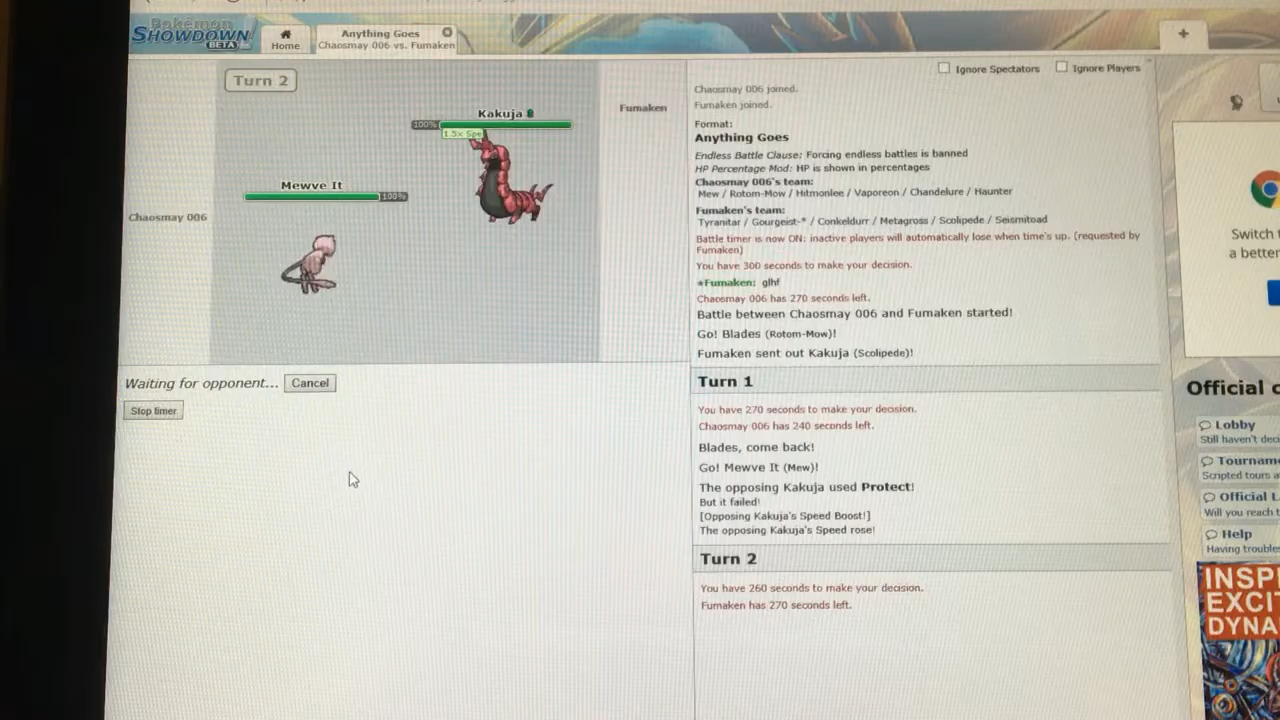 Pokémon
SHOWDOWN!
BETA
Home
Anything Goes
Chaosmay 006 vs. Fumaken
+
Turn 2
Kakuja
100%
1.5× Spe
Mewve It
100%
Chaosmay 006
Fumaken
Waiting for opponent... Cancel
Stop timer
Ignore Spectators Ignore Players
Chaosmay 006 joined.
Fumaken joined.
Format:
Anything Goes
Endless Battle Clause: Forcing endless battles is banned
HP Percentage Mod: HP is shown in percentages
Chaosmay 006's team:
Mew / Rotom-Mow / Hitmonlee / Vaporeon / Chandelure / Haunter
Fumaken's team:
Tyranitar / Gourgeist-* / Conkeldurr / Metagross / Scolipede / Seismitoad
Battle timer is now ON: inactive players will automatically lose when time's up. (requested by
Fumaken)
You have 300 seconds to make your decision.
★Fumaken: glhf
Chaosmay 006 has 270 seconds left.
Battle between Chaosmay 006 and Fumaken started!
Go! Blades (Rotom-Mow)!
Fumaken sent out Kakuja (Scolipede)!
Turn 1
You have 270 seconds to make your decision.
Chaosmay 006 has 240 seconds left.
Blades, come back!
Go! Mewve It (Mew)!
The opposing Kakuja used Protect!
But it failed!
[Opposing Kakuja's Speed Boost!]
The opposing Kakuja's Speed rose!
Turn 2
You have 260 seconds to make your decision.
Fumaken has 270 seconds left.
Switch
a better
Official c
Lobby
Still haven't deci
Tourname
Scripted tours a
Official L
Will you reach t
Help
Having trouble
INSPI
EXCIT
DYNA